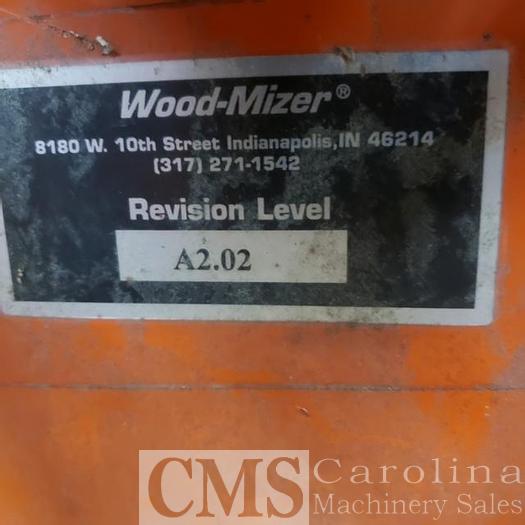 Wood-Mizer®
8180 W. 10th Street Indianapolis,IN 46214
(317) 271-1542
Revision Level
A2.02
CMS Carolina
Machinery Sales